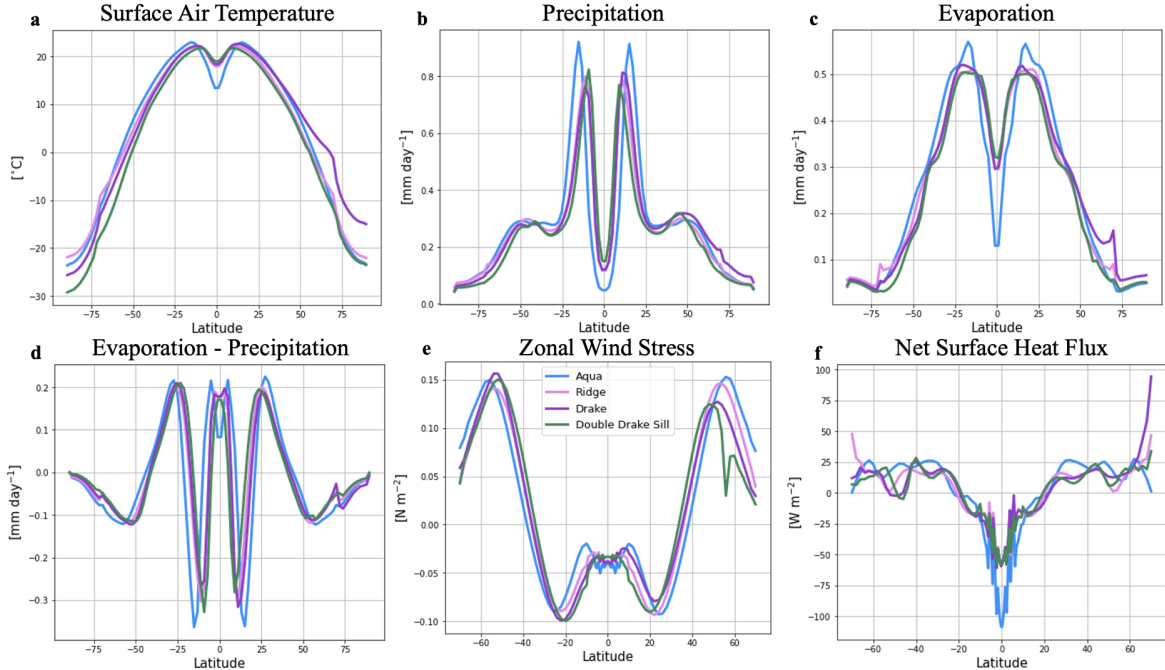 a Surface Air Temperature
[°C]
20
10
0
−10
−20
−30
−75 −50 −25 0 25 50 75
Latitude
b Precipitation
[mm day−1]
0.8
0.6
0.4
0.2
0.0
−75 −50 −25 0 25 50 75
Latitude
c Evaporation
[mm day−1]
0.5
0.4
0.3
0.2
0.1
−75 −50 −25 0 25 50 75
Latitude
d Evaporation - Precipitation
[mm day−1]
0.2
0.1
0.0
−0.1
−0.2
−0.3
−75 −50 −25 0 25 50 75
Latitude
e Zonal Wind Stress
Aqua
Ridge
Drake
Double Drake Sill
[N m−2]
0.15
0.10
0.05
0.00
−0.05
−0.10
−60 −40 −20 0 20 40 60
Latitude
f Net Surface Heat Flux
[W m−2]
100
75
50
25
0
−25
−50
−75
−100
−60 −40 −20 0 20 40 60
Latitude